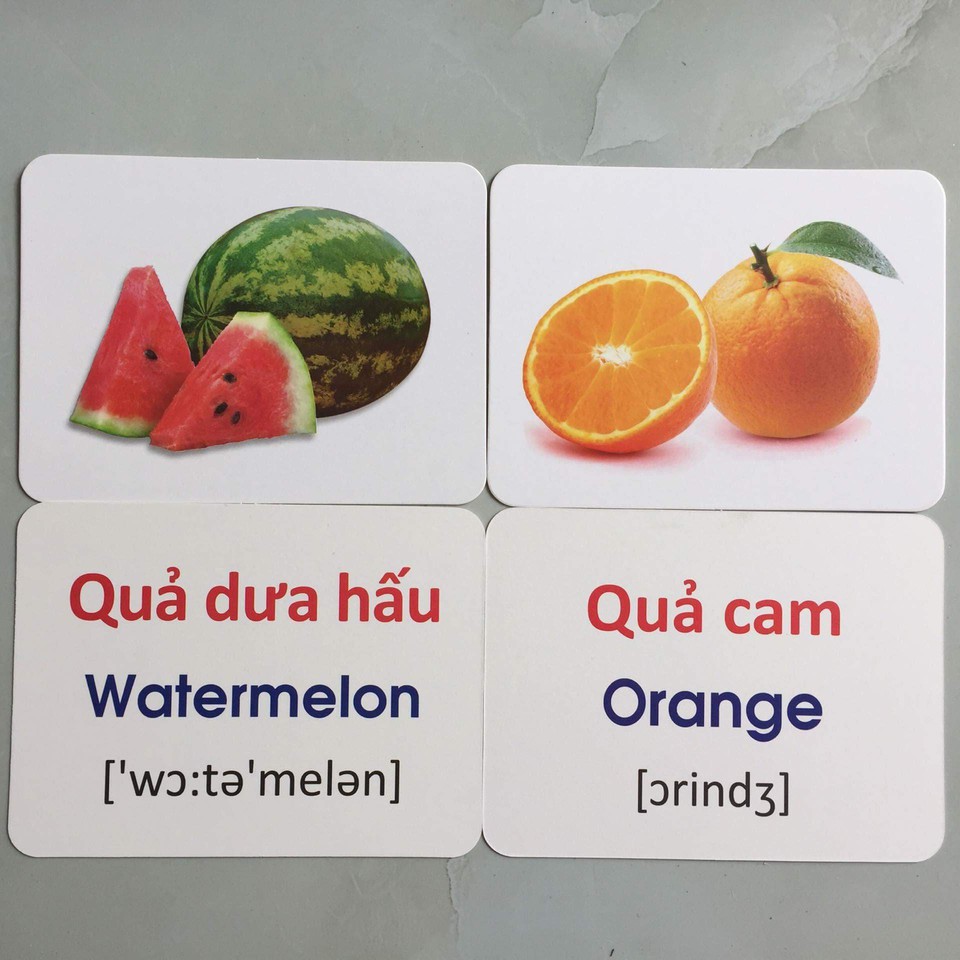 Quả dưa hấu
Watermelon
['wɔ:tə'melən]
Quả cam
Orange
[ɔrindʒ]